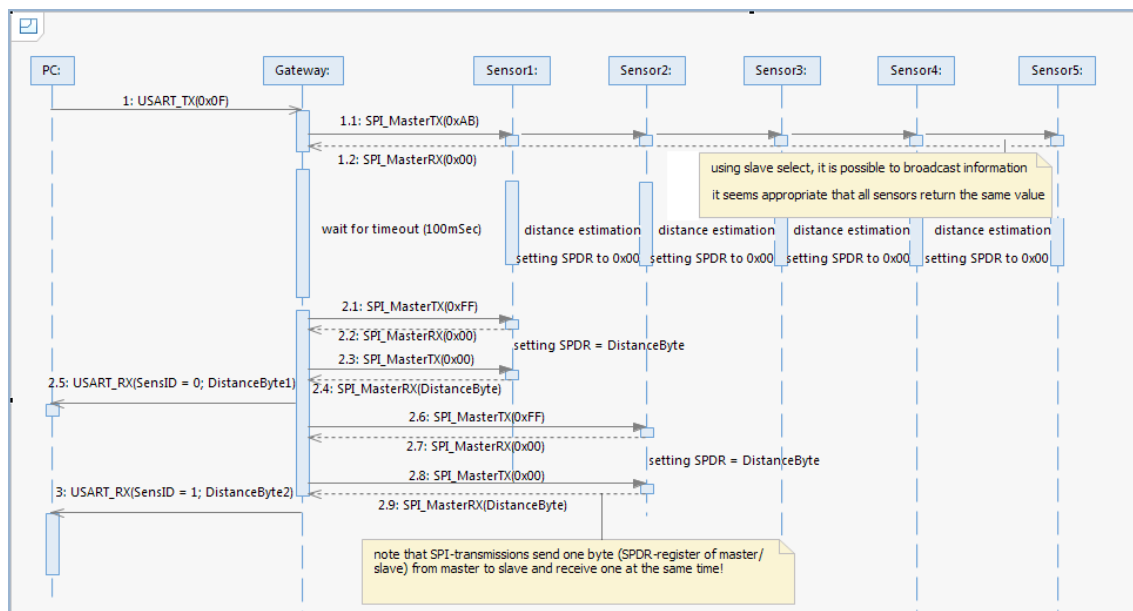 PC:
Gateway:
Sensor1:
Sensor2:
Sensor3:
Sensor4:
Sensor5:
1: USART_TX(0x0F)
1.1: SPI_MasterTX(0xAB)
1.2: SPI_MasterRX(0x00)
using slave select, it is possible to broadcast information
it seems appropriate that all sensors return the same value
wait for timeout (100mSec)
distance estimation
distance estimation
distance estimation
distance estimation
setting SPDR to 0x00
setting SPDR to 0x00
setting SPDR to 0x00
setting SPDR to 0x00
2.1: SPI_MasterTX(0xFF)
2.2: SPI_MasterRX(0x00)
setting SPDR = DistanceByte
2.3: SPI_MasterTX(0x00)
2.5: USART_RX(SensID = 0; DistanceByte1)
2.4: SPI_MasterRX(DistanceByte)
2.6: SPI_MasterTX(0xFF)
2.7: SPI_MasterRX(0x00)
setting SPDR = DistanceByte
2.8: SPI_MasterTX(0x00)
3: USART_RX(SensID = 1; DistanceByte2)
2.9: SPI_MasterRX(DistanceByte)
note that SPI-transmissions send one byte (SPDR-register of master/
slave) from master to slave and receive one at the same time!